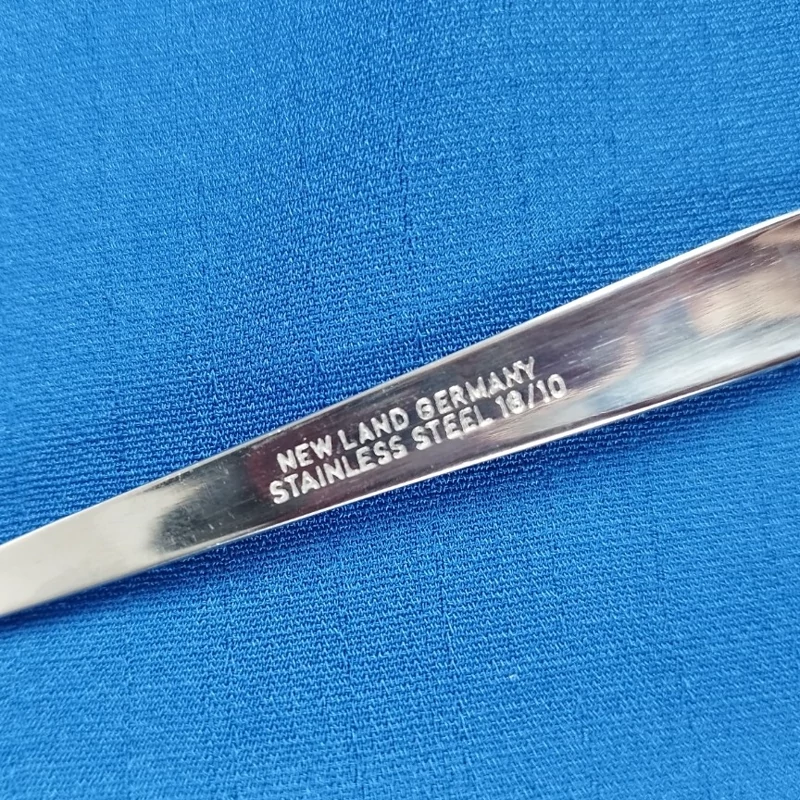 NEW LAND GERMANY
STAINLESS STEEL 18/10